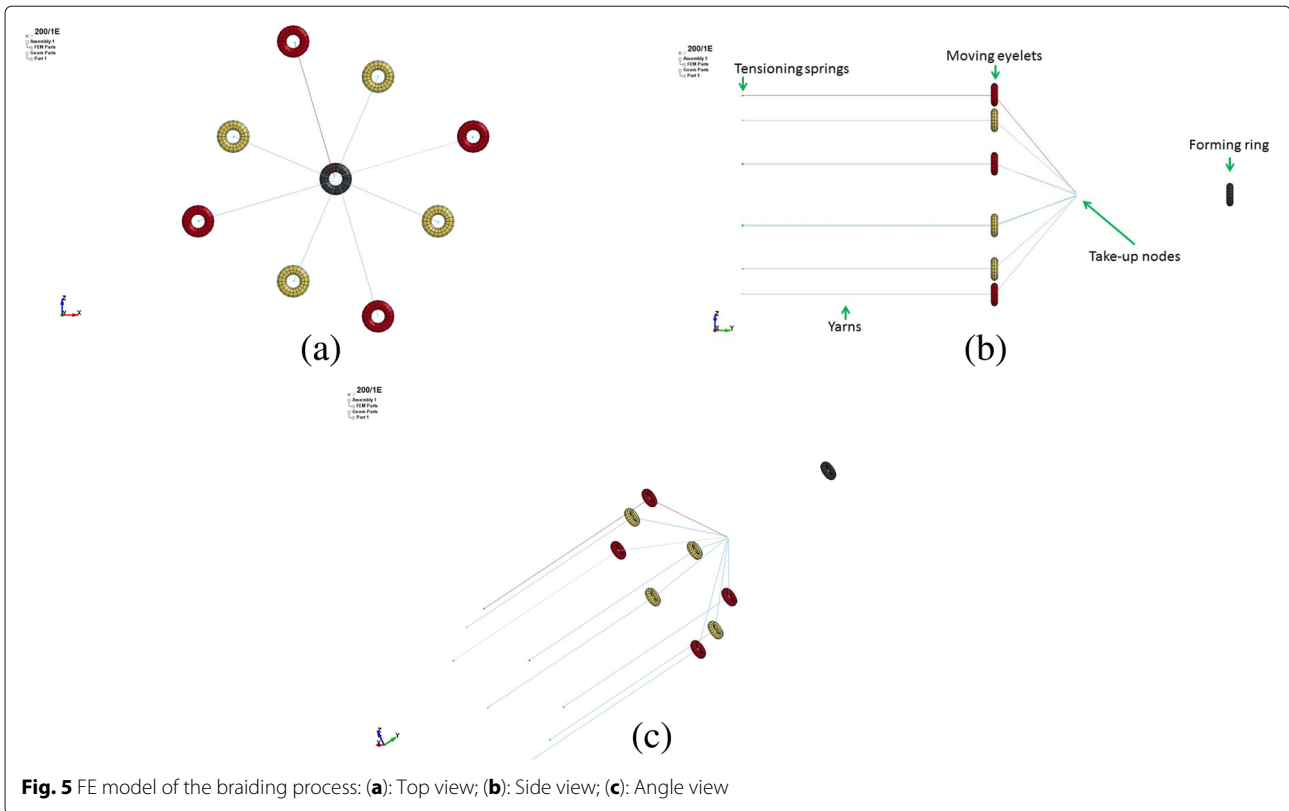 200/1E
Assembly 1
FEM Parts
Geom Parts
Part 1
Z
Y
X
(a)
200/1E
Assembly 1
FEM Parts
Geom Parts
Part 1
Tensioning springs
Moving eyelets
Forming ring
Take-up nodes
Yarns
Z
X
Y
(b)
200/1E
Assembly 1
FEM Parts
Geom Parts
Part 1
Z
X
Y
(c)
Fig. 5 FE model of the braiding process: (a): Top view; (b): Side view; (c): Angle view